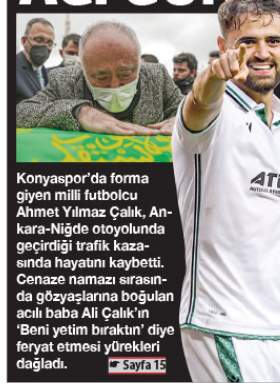 Konyaspor'da forma
giyen milli futbolcu
Ahmet Yılmaz Çalık, An-
kara-Niğde otoyolunda
geçirdiği trafik kaza-
sında hayatını kaybetti.
Cenaze namazı sırasın-
da gözyaşlarına boğulan
acılı baba Ali Çalık'ın
'Beni yetim bıraktın' diye
feryat etmesi yürekleri
dağladı.
☛ Sayfa 15